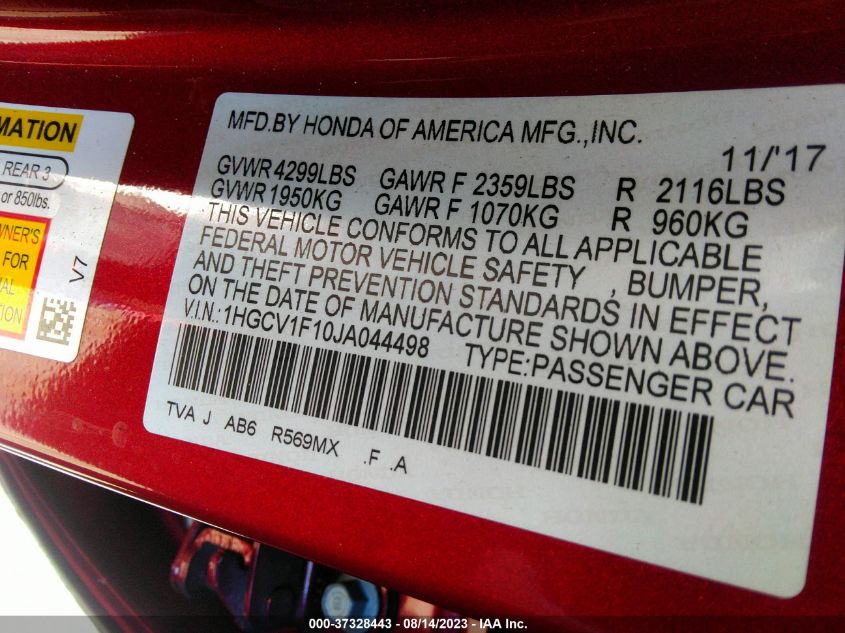 MATION
REAR 3
or 850lbs.
WNER'S
FOR
V7
MFD.BY HONDA OF AMERICA MFG.,INC.
11/'17
GVWR 4299LBS GAWR F 2359LBS R 2116LBS
GVWR 1950KG GAWR F 1070KG R 960KG
THIS VEHICLE CONFORMS TO ALL APPLICABLE
FEDERAL MOTOR VEHICLE SAFETY , BUMPER,
AND THEFT PREVENTION STANDARDS IN EFFECT
ON THE DATE OF MANUFACTURE SHOWN ABOVE.
V.I.N.:1HGCV1F10JA044498 TYPE:PASSENGER CAR
TVA J AB6 R569MX .F .A
000-37328443 — 08/14/2023 — IAA Inc.